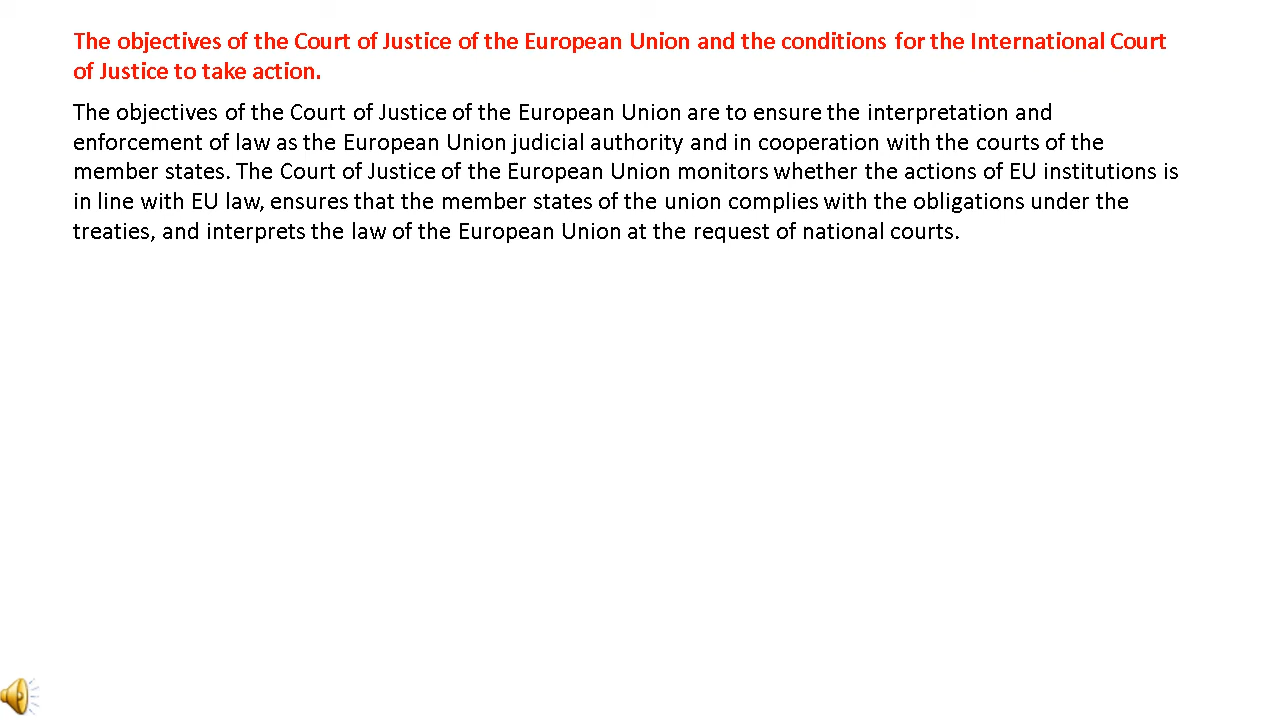 The objectives of the Court of Justice of the European Union and the conditions for the International Court
of Justice to take action.
The objectives of the Court of Justice of the European Union are to ensure the interpretation and
enforcement of law as the European Union judicial authority and in cooperation with the courts of the
member states. The Court of Justice of the European Union monitors whether the actions of EU institutions is
in line with EU law, ensures that the member states of the union complies with the obligations under the
treaties, and interprets the law of the European Union at the request of national courts.